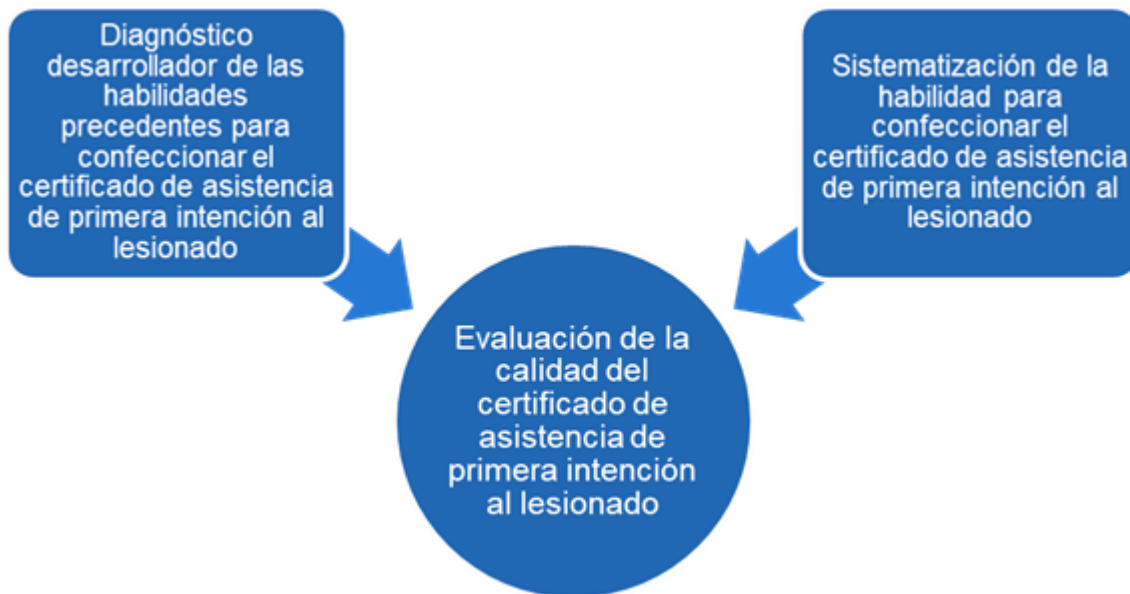 Diagnóstico
desarrollador de las
habilidades
precedentes para
confeccionar el
certificado de asistencia
de primera intención al
lesionado
Sistematización de la
habilidad para
confeccionar el
certificado de asistencia
de primera intención al
lesionado
Evaluación de la
calidad del
certificado de
asistencia de
primera intención
al lesionado